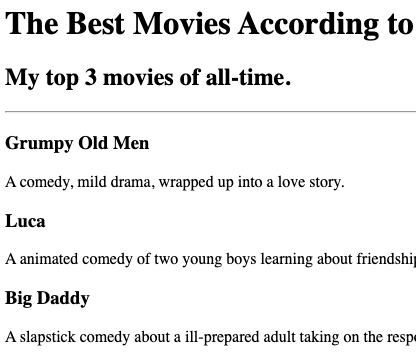 The Best Movies According to
My top 3 movies of all-time.
Grumpy Old Men
A comedy, mild drama, wrapped up into a love story.
Luca
A animated comedy of two young boys learning about
Big Daddy
A slapstick comedy about a ill-prepared adult taking on the